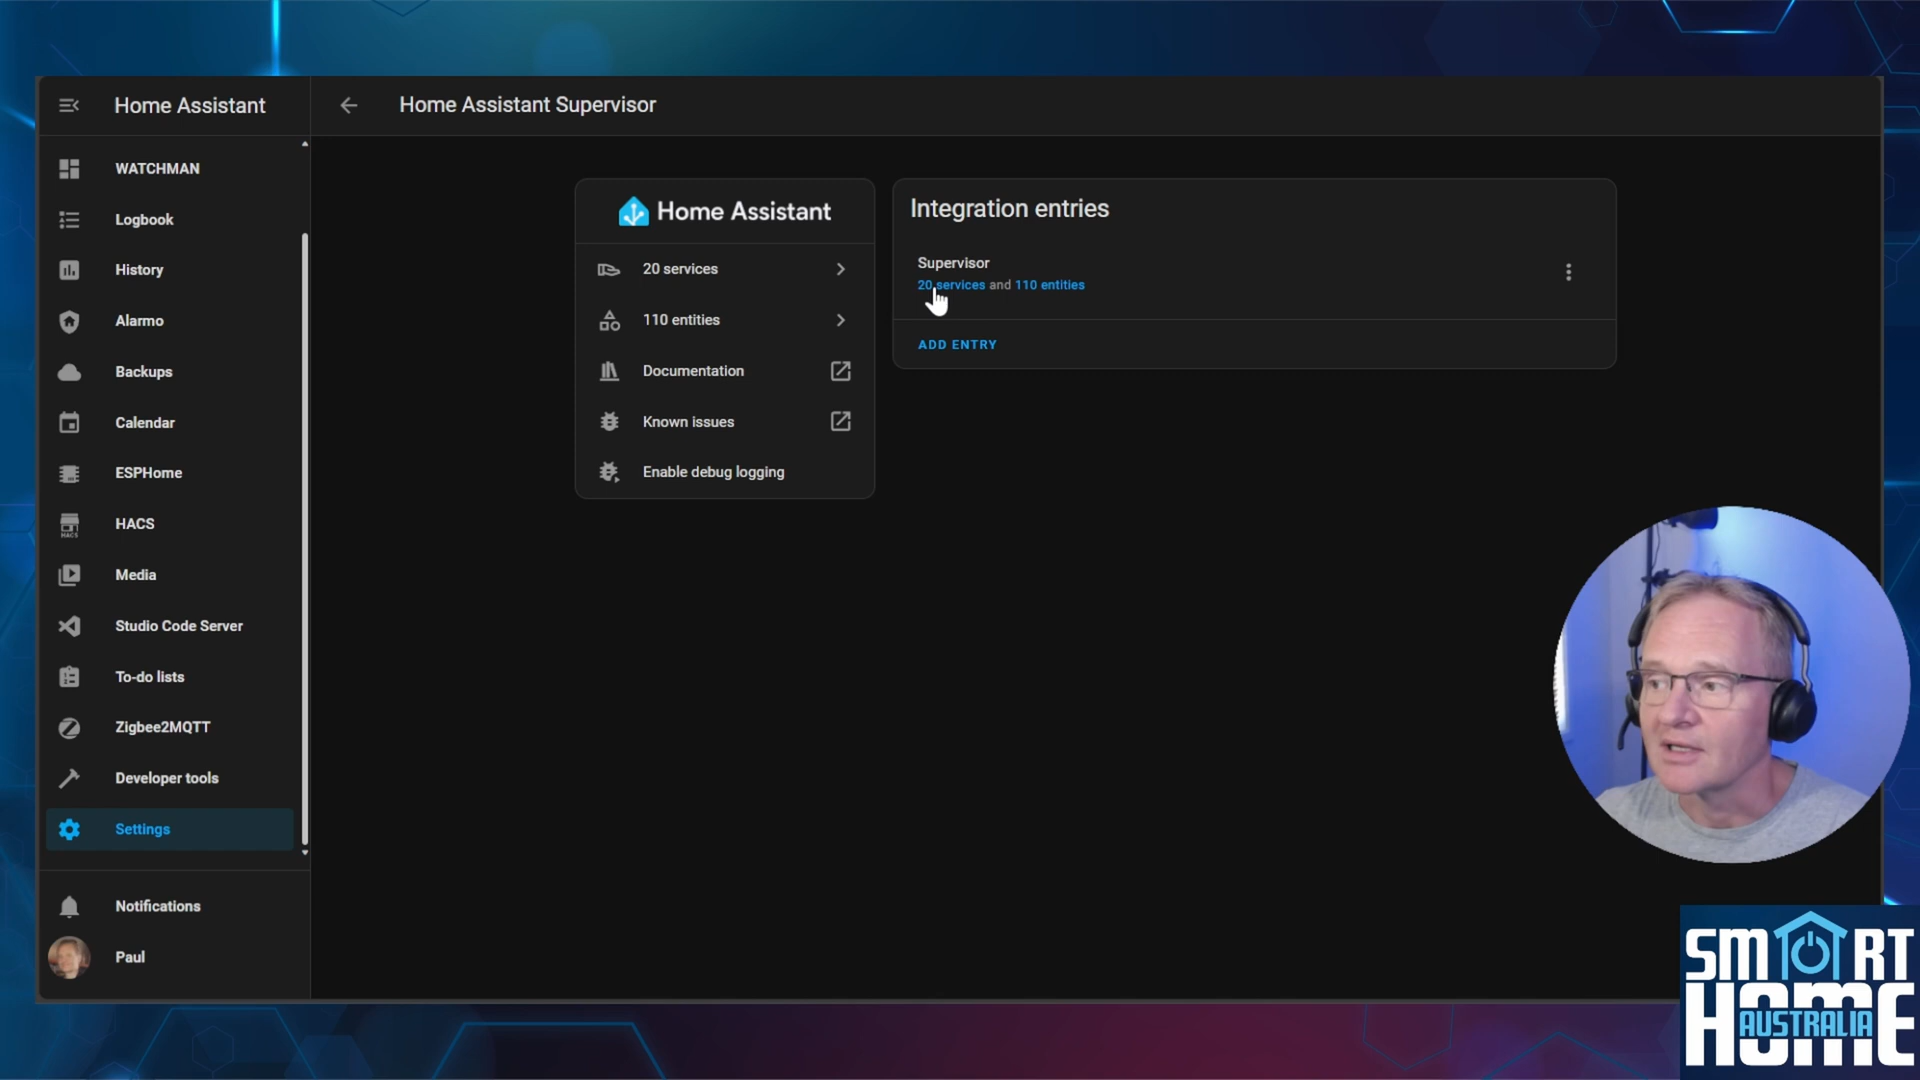 Home Assistant
Home Assistant Supervisor
WATCHMAN
Logbook
History
Alarmo
Backups
Calendar
ESPHome
HACS
HACS
Media
Studio Code Server
To-do lists
Zigbee2MQTT
Developer tools
Settings
Notifications
Paul
Home Assistant
20 services
110 entities
Documentation
Known issues
Enable debug logging
Integration entries
Supervisor
20 services and 110 entities
ADD ENTRY
SMART
HOME
AUSTRALIA